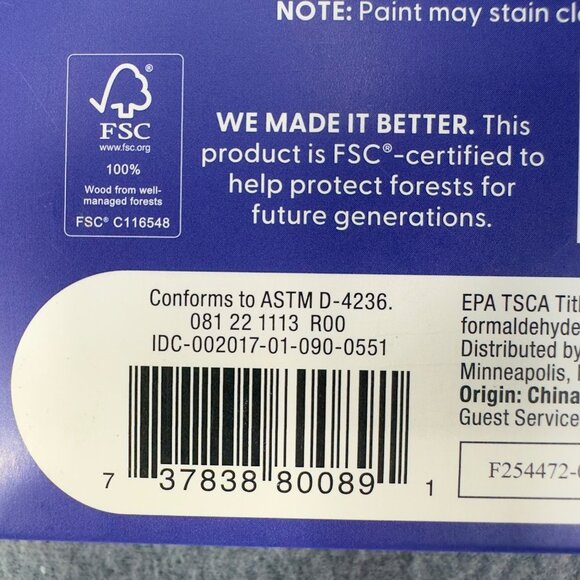 NOTE: Paint may stain
FSC®
www.fsc.org
100%
Wood from well-
managed forests
FSC® C116548
WE MADE IT BETTER. This
product is FSC®-certified to
help protect forests for
future generations.
Conforms to ASTM D-4236.
081 22 1113 R00
IDC-002017-01-090-0551
7 37838 80089 1
EPA TSCA
formaldehyde
Distributed by
Minneapolis,
Origin: China
Guest Service
F254472-